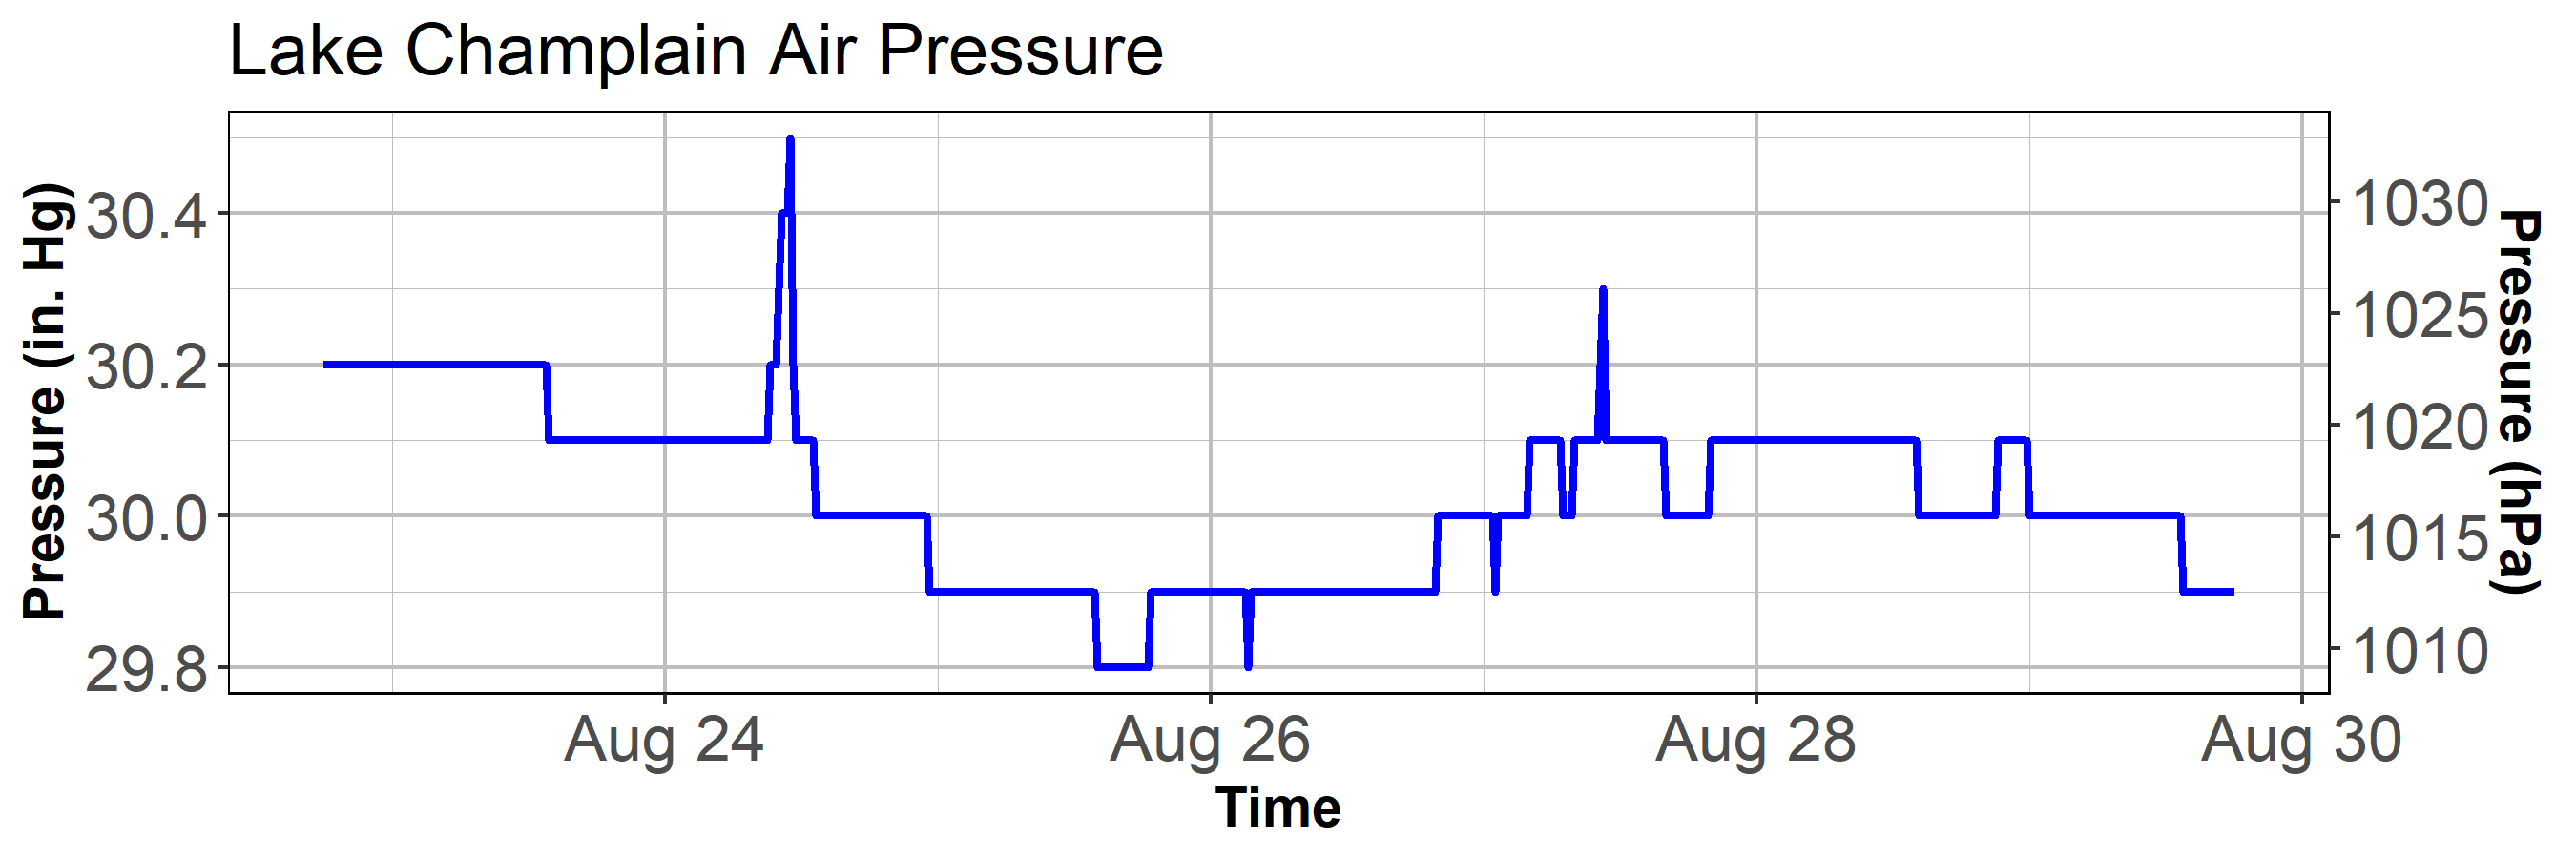 Lake Champlain Air Pressure
Pressure (in. Hg)
30.4
30.2
30.0
29.8
1030
1025
1020
1015
1010
Pressure (hPa)
Aug 24
Aug 26
Aug 28
Aug 30
Time